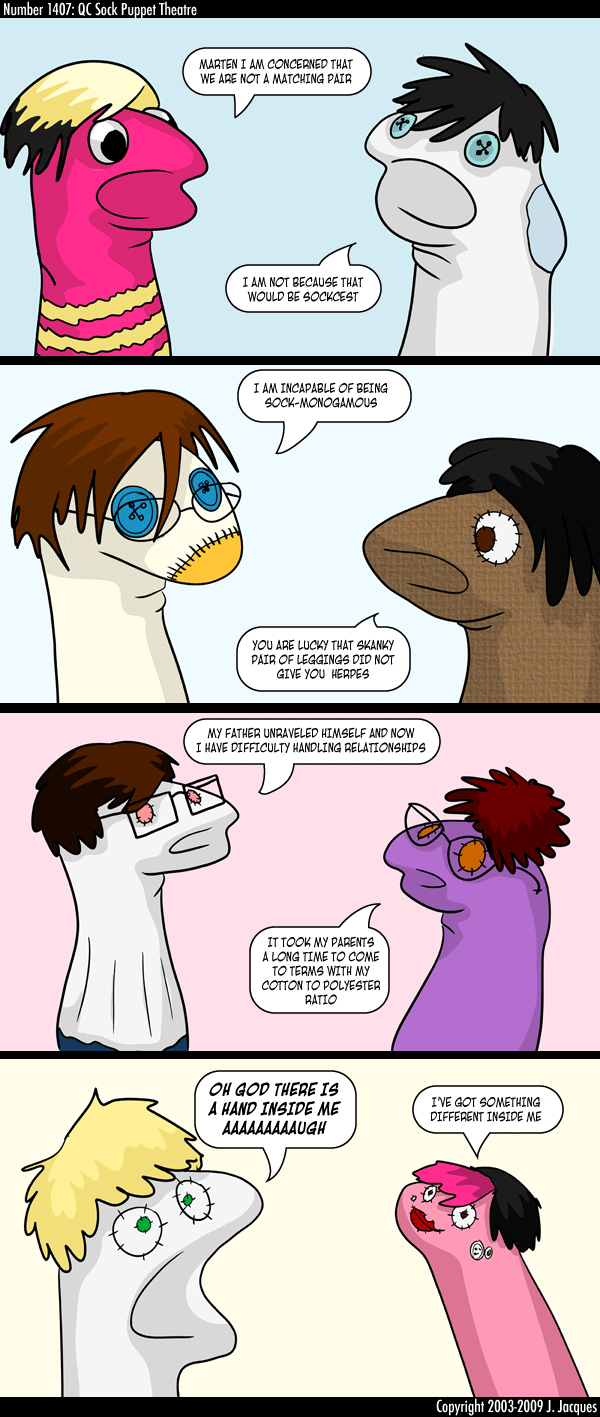 Number 1407: QC Sock Puppet Theatre
MARTEN I AM CONCERNED THAT
WE ARE NOT A MATCHING PAIR
I AM NOT BECAUSE THAT
WOULD BE SOCKCEST
I AM INCAPABLE OF BEING
SOCK-MONOGAMOUS
YOU ARE LUCKY THAT SKANKY
PAIR OF LEGGINGS DID NOT
GIVE YOU HERPES
MY FATHER UNRAVELED HIMSELF AND NOW
I HAVE DIFFICULTY HANDLING RELATIONSHIPS
IT TOOK MY PARENTS
A LONG TIME TO COME
TO TERMS WITH MY
COTTON TO POLYESTER
RATIO
OH GOD THERE IS
A HAND INSIDE ME
AAAAAAAAAUGH
I'VE GOT SOMETHING
DIFFERENT INSIDE ME
Copyright 2003-2009 J. Jacques